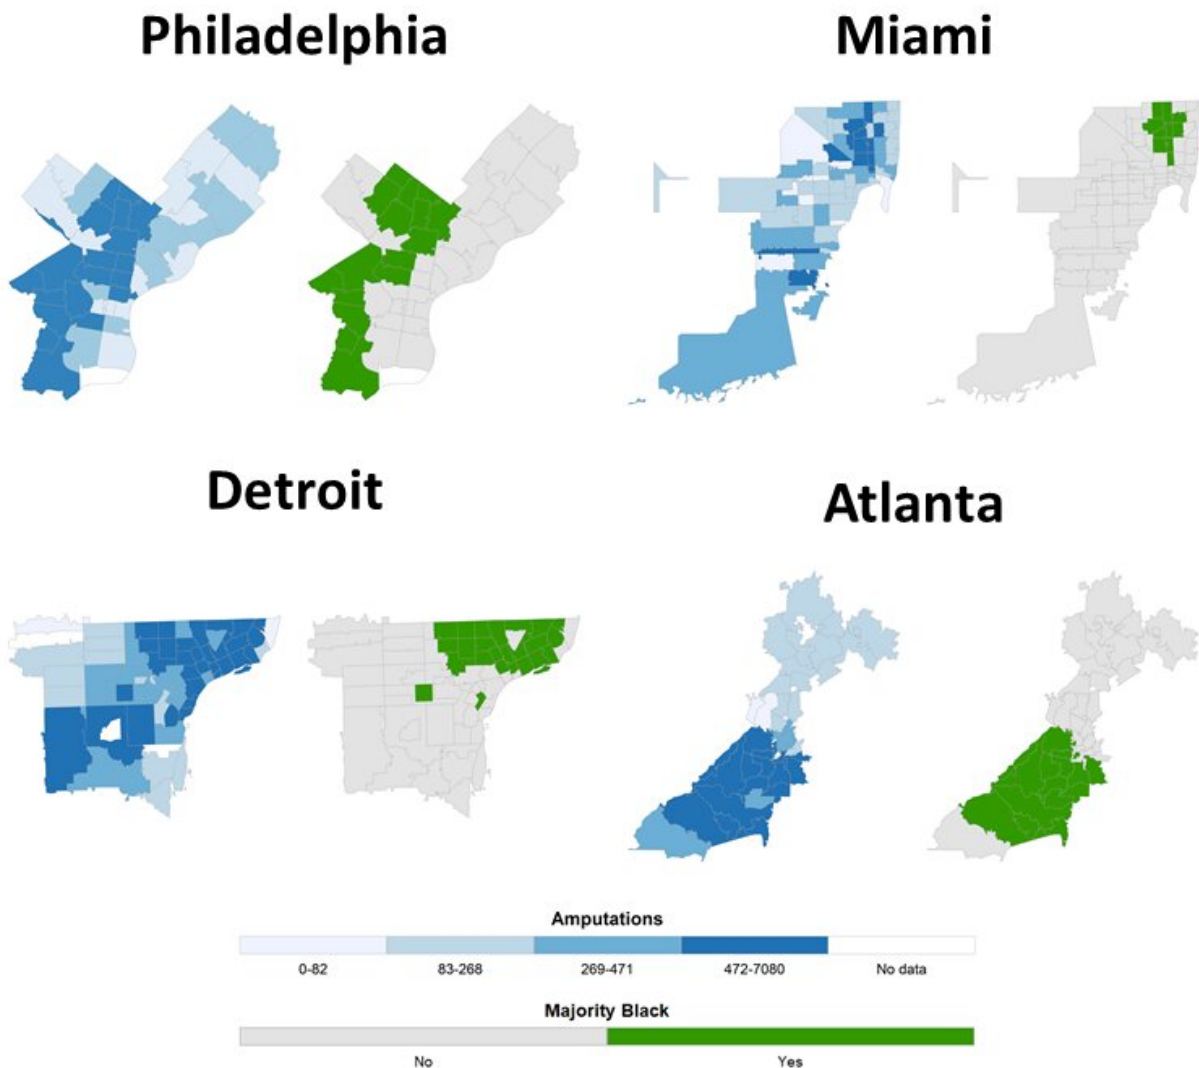 Philadelphia
Miami
Detroit
Atlanta
Amputations
0-82
83-268
269-471
472-7080
No data
Majority Black
No
Yes